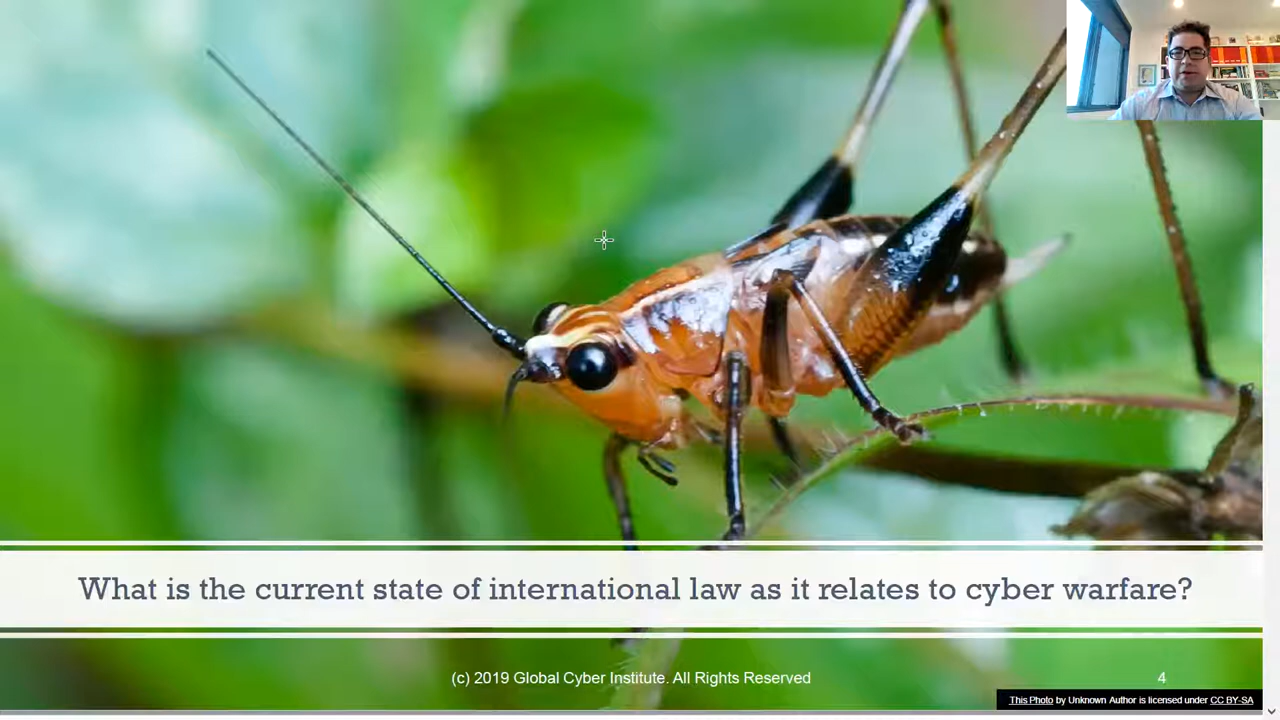 What is the current state of international law as it relates to cyber warfare?
(c) 2019 Global Cyber Institute. All Rights Reserved
4
This Photo by Unknown Author is licensed under CC BY-SA